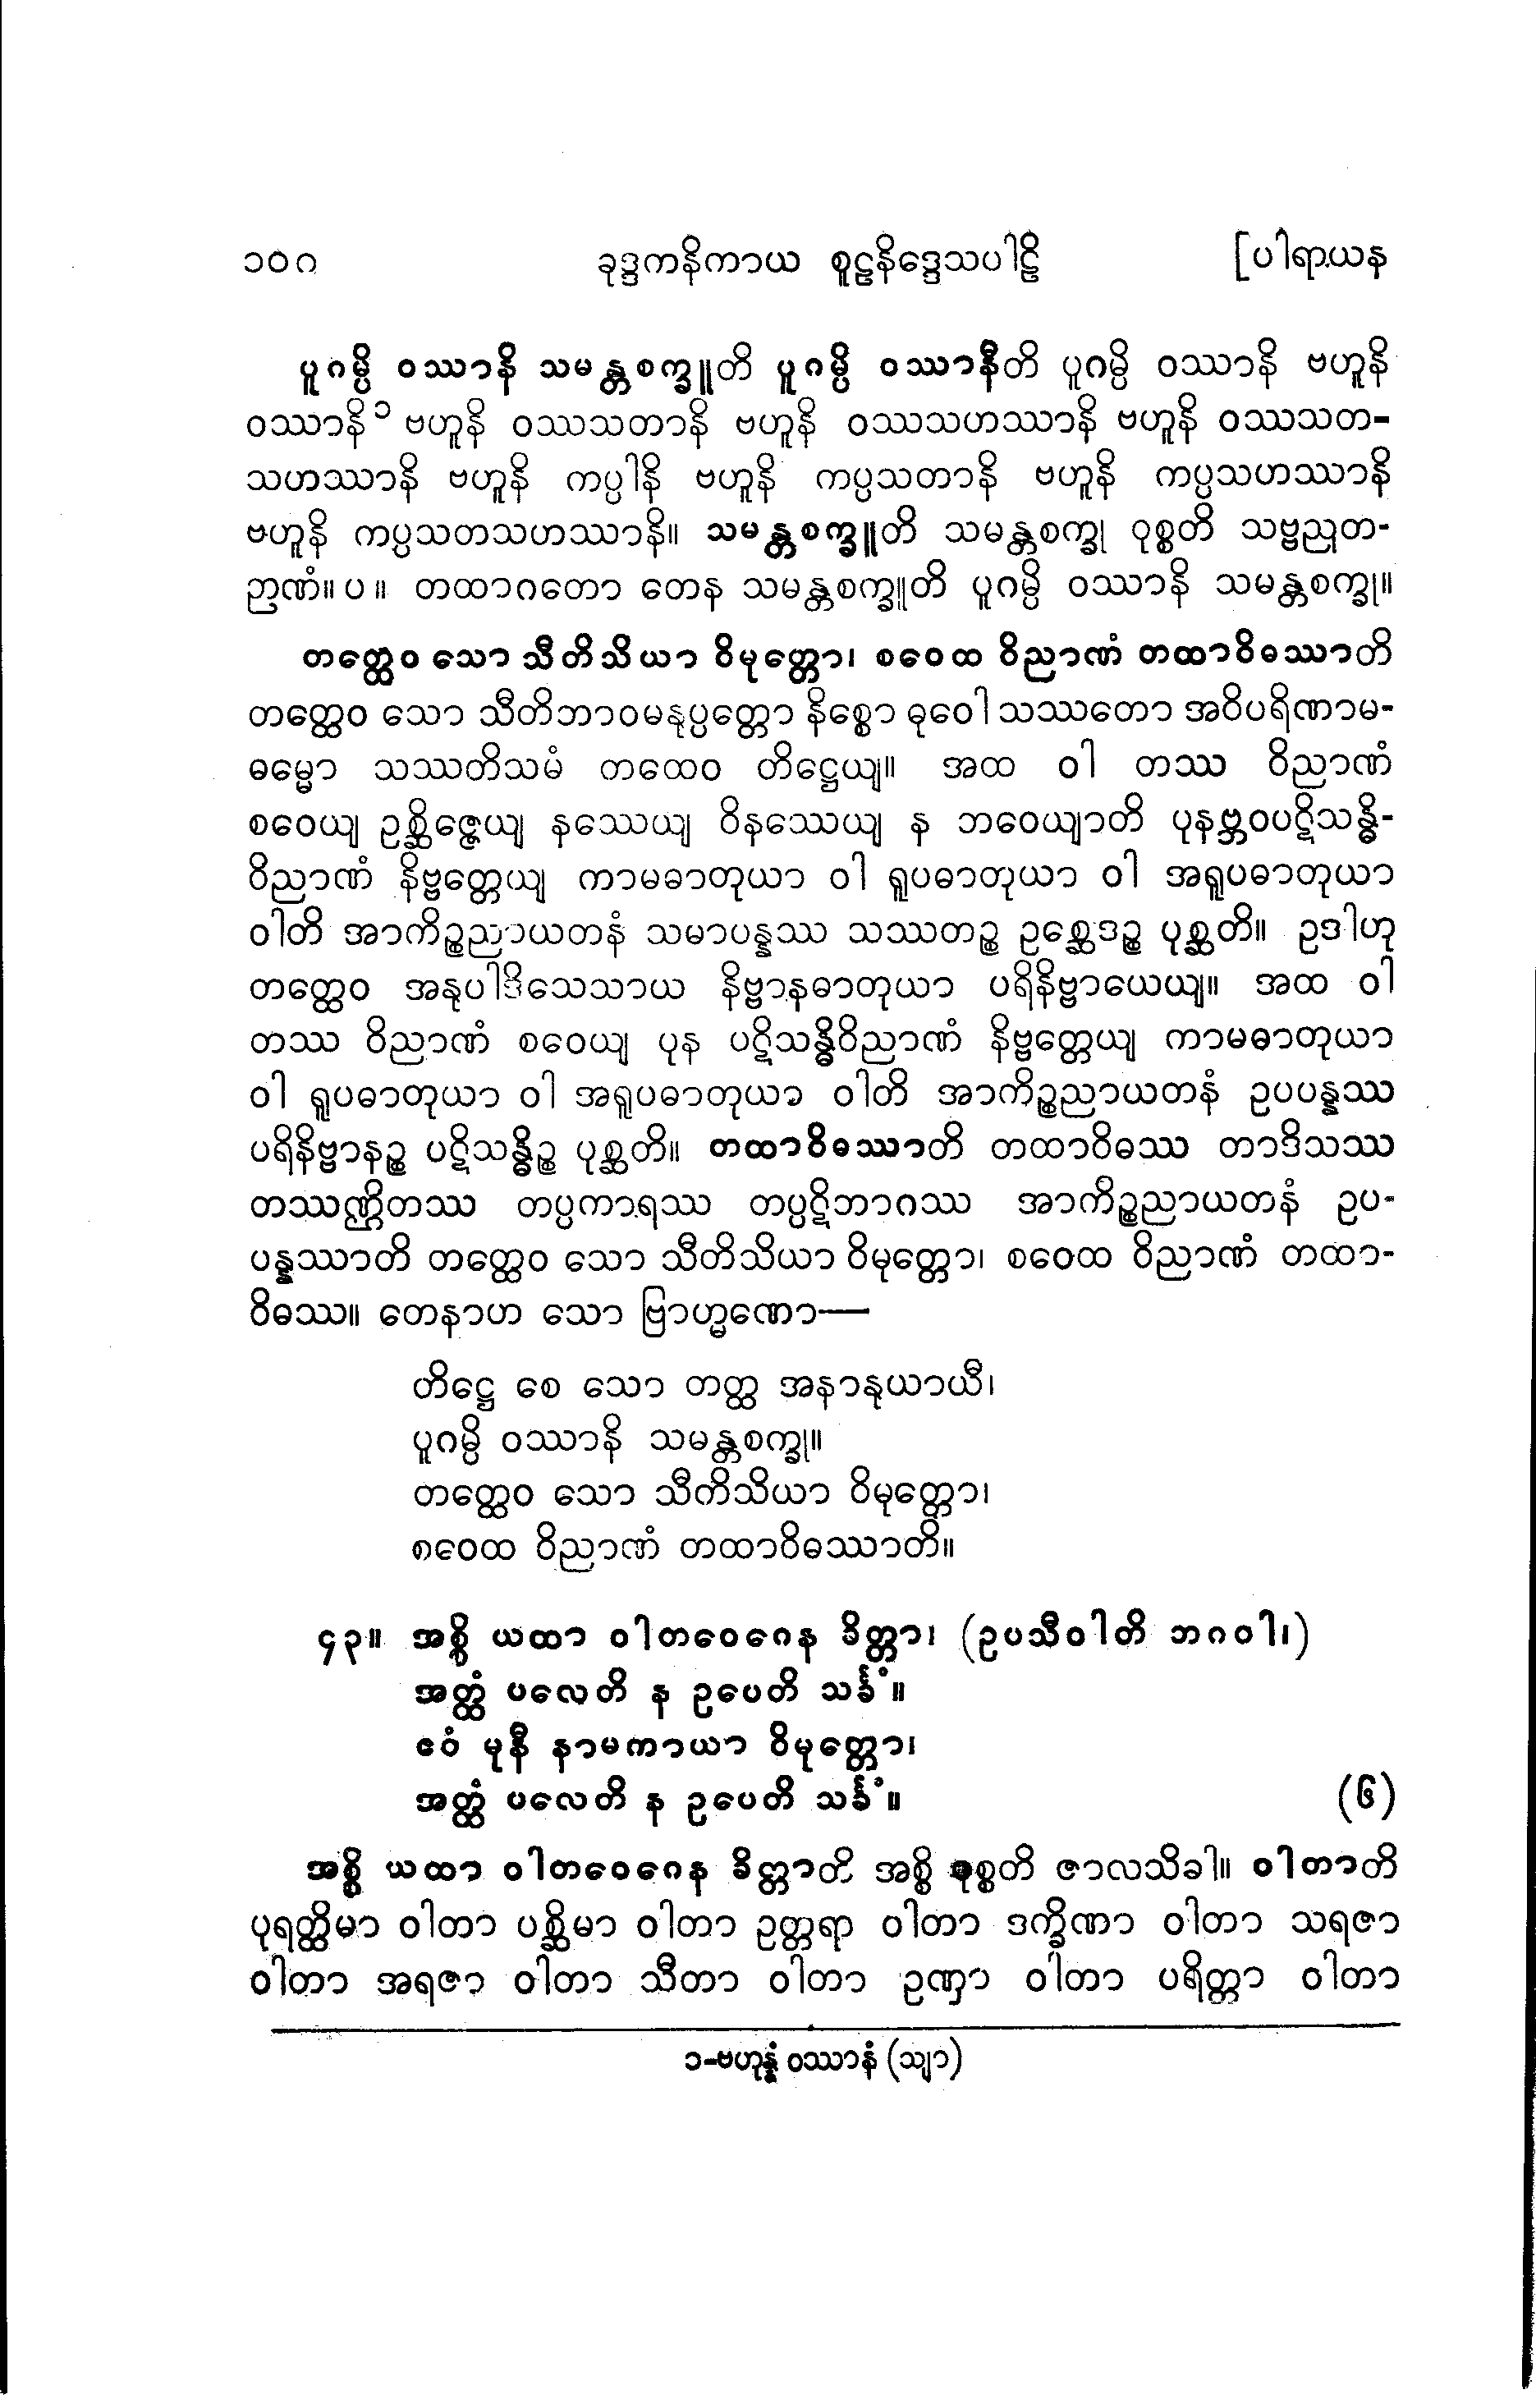 ၁၀၈ ခုဒ္ဒကနိကာယ စူဠနိဒ္ဒေသပါဠိ [ပါရာယန
ပူဂမ္ပိ ဝဿာနိ သမန္တစက္ခူတိ ပူဂမ္ပိ ဝဿာနီတိ ပူဂမ္ပိ ဝဿာနိ ဗဟူနိ
ဝဿာနိ၁ ဗဟူနိ ဝဿသတာနိ ဗဟူနိ ဝဿသဟဿာနိ ဗဟူနိ ဝဿသတ-
သဟဿာနိ ဗဟူနိ ကပ္ပါနိ ဗဟူနိ ကပ္ပသတာနိ ဗဟူနိ ကပ္ပသဟဿာနိ
ဗဟူနိ ကပ္ပသတသဟဿာနိ။ သမန္တစက္ခူတိ သမန္တစက္ခု ဝုစ္စတိ သဗ္ဗညုတ-
ဉာဏံ။ပ။ တထာဂတော တေန သမန္တစက္ခူတိ ပူဂမ္ပိ ဝဿာနိ သမန္တစက္ခု။
တတ္ထေဝ သော သီတိသိယာ ဝိမုတ္တော၊ စဝေထ ဝိညာဏံ တထာဝိဓဿာတိ
တတ္ထေဝ သော သီတိဘာဝမနုပ္ပတ္တော နိစ္စော ဓုဝေါ သဿတော အဝိပရိဏာမ-
ဓမ္မော သဿတိသမံ တထေဝ တိဋ္ဌေယျ။ အထ ဝါ တဿ ဝိညာဏံ
စဝေယျ ဥစ္ဆိဇ္ဇေယျ နဿေယျ ဝိနဿေယျ န ဘဝေယျာတိ ပုနဗ္ဘဝပဋိသန္ဓိ-
ဝိညာဏံ နိဗ္ဗတ္တေယျ ကာမဓာတုယာ ဝါ ရူပဓာတုယာ ဝါ အရူပဓာတုယာ
ဝါတိ အာကိဉ္စညာယတနံ သမာပန္နဿ သဿတဉ္စ ဥစ္ဆေဒဉ္စ ပုစ္ဆတိ။ ဥဒါဟု
တတ္ထေဝ အနုပါဒိသေသာယ နိဗ္ဗာနဓာတုယာ ပရိနိဗ္ဗာယေယျ။ အထ ဝါ
တဿ ဝိညာဏံ စဝေယျ ပုန ပဋိသန္ဓိဝိညာဏံ နိဗ္ဗတ္တေယျ ကာမဓာတုယာ
ဝါ ရူပဓာတုယာ ဝါ အရူပဓာတုယာ ဝါတိ အာကိဉ္စညာယတနံ ဥပပန္နဿ
ပရိနိဗ္ဗာနဉ္စ ပဋိသန္ဓိဉ္စ ပုစ္ဆတိ။ တထာဝိဓဿာတိ တထာဝိဓဿ တာဒိသဿ
တဿဏ္ဌိတဿ တပ္ပကာရဿ တပ္ပဋိဘာဂဿ အာကိဉ္စညာယတနံ ဥပ-
ပန္နဿာတိ တတ္ထေဝ သော သီတိသိယာ ဝိမုတ္တော၊ စဝေထ ဝိညာဏံ တထာ-
ဝိဓဿ။ တေနာဟ သော ဗြာဟ္မဏော—
တိဋ္ဌေ စေ သော တတ္ထ အနာနုယာယီ၊
ပူဂမ္ပိ ဝဿာနိ သမန္တစက္ခု။
တတ္ထေဝ သော သီတိသိယာ ဝိမုတ္တော၊
စဝေထ ဝိညာဏံ တထာဝိဓဿာတိ။
၄၃။ အစ္စိ ယထာ ဝါတဝေဂေန ခိတ္တာ၊ (ဥပသီဝါတိ ဘဂဝါ၊)
အတ္ထံ ပလေတိ န ဥပေတိ သင်္ခံ။
ဧဝံ မုနီ နာမကာယာ ဝိမုတ္တော၊
အတ္ထံ ပလေတိ န ဥပေတိ သင်္ခံ။ (၆)
အစ္စိ ယထာ ဝါတဝေဂေန ခိတ္တာတိ အစ္စိ ဝုစ္စတိ ဇာလသိခါ။ ဝါတာတိ
ပုရတ္ထိမာ ဝါတာ ပစ္ဆိမာ ဝါတာ ဥတ္တရာ ဝါတာ ဒက္ခိဏာ ဝါတာ သရဇာ
ဝါတာ အရဇာ ဝါတာ သီတာ ဝါတာ ဥဏှာ ဝါတာ ပရိတ္တာ ဝါတာ
၁-ဗဟုန္နံ ဝဿာနံ (သျာ)